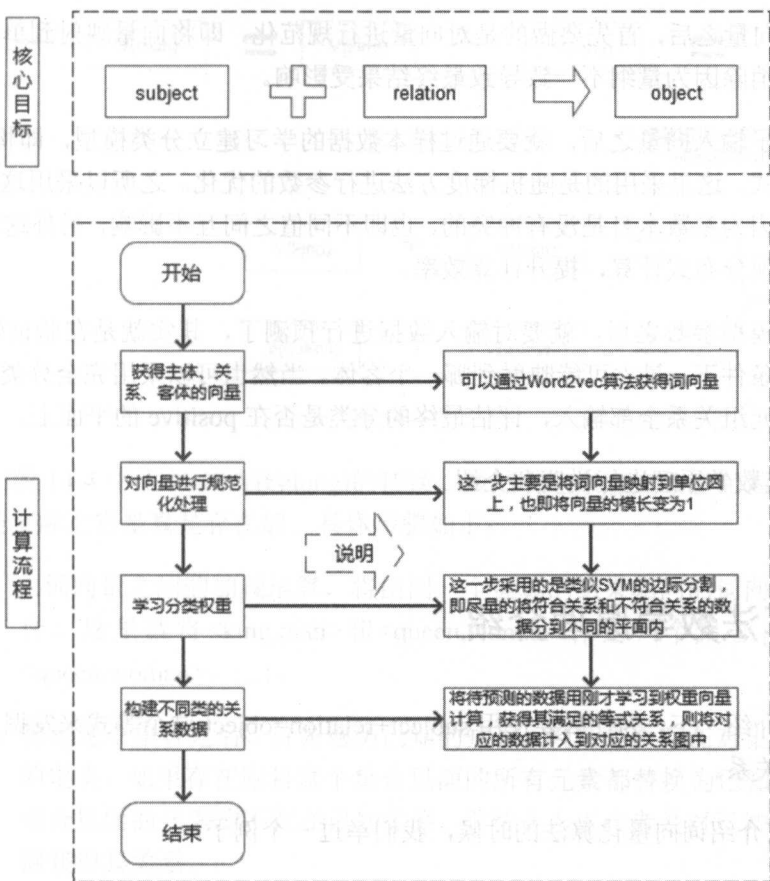 核心目标
subject
relation
object
计算流程
开始
获得主体、关
系、客体的向量
可以通过Word2vec算法获得词向量
对向量进行规范
化处理
这一步主要是将词向量映射到单位圆
上，也即将向量的模长变为1
说明
学习分类权重
这一步采用的是类似SVM的边际分割，
即尽量的将符合关系和不符合关系的数
据分到不同的平面内
构建不同类的关
系数据
将待预测的数据用刚才学习到权重向量
计算，获得其满足的等式关系，则将对
应的数据计入到对应的关系图中
结束